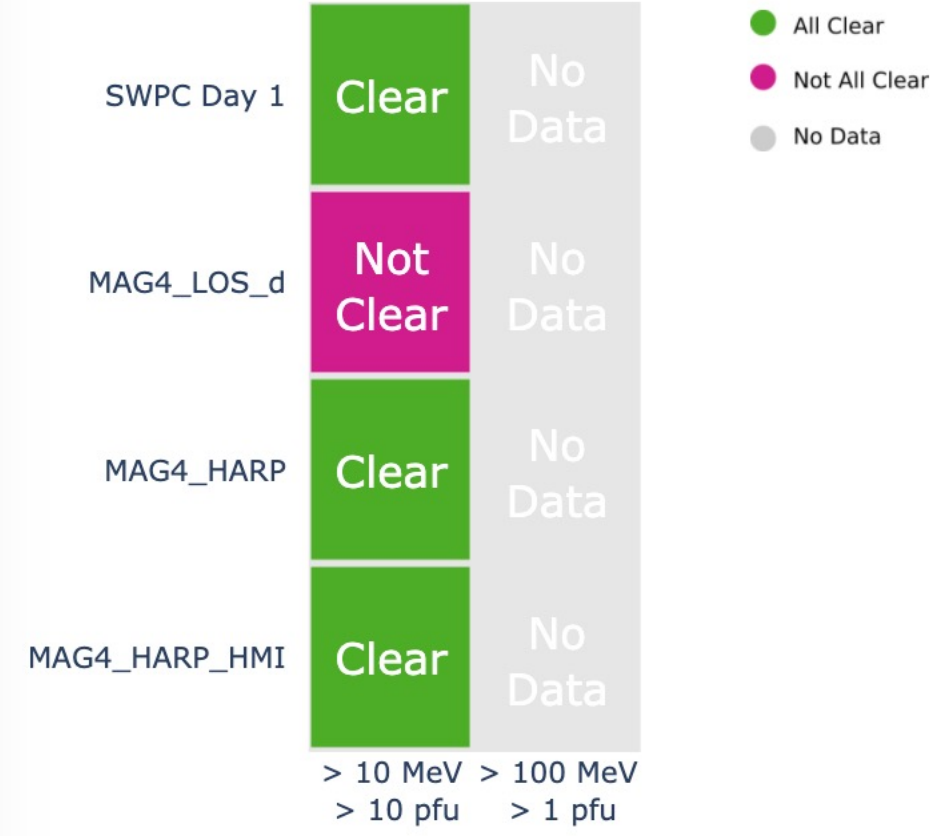 SWPC Day 1
Clear
No
Data
All Clear
Not All Clear
No Data
MAG4_LOS_d
Not
Clear
No
Data
MAG4_HARP
Clear
No
Data
MAG4_HARP_HMI
Clear
No
Data
> 10 MeV
> 10 pfu
> 100 MeV
> 1 pfu